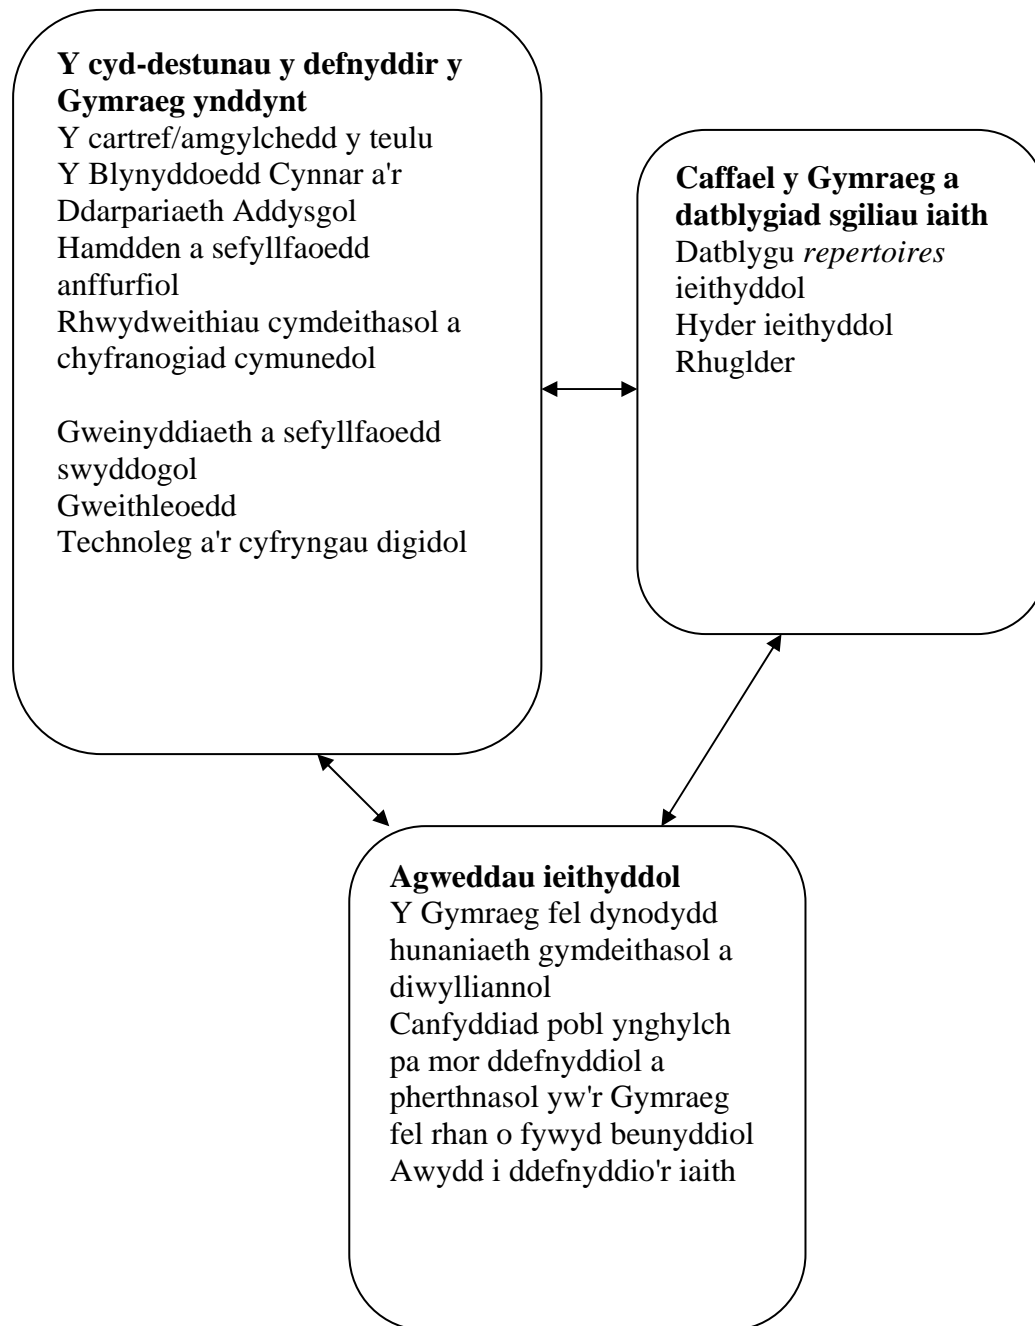 Y cyd-destunau y defnyddir y
Gymraeg ynddynt
Y cartref/amgylchedd y teulu
Y Blynyddoedd Cynnar a'r
Ddarpariaeth Addysgol
Hamdden a sefyllfaoedd
anffurfiol
Rhwydweithiau cymdeithasol a
chyfranogiad cymunedol
Gweinyddiaeth a sefyllfaoedd
swyddogol
Gweithleoedd
Technoleg a'r cyfryngau digidol
Caffael y Gymraeg a
datblygiad sgiliau iaith
Datblygu repertoires
ieithyddol
Hyder ieithyddol
Rhuglder
Agweddau ieithyddol
Y Gymraeg fel dynodydd
hunaniaeth gymdeithasol a
diwylliannol
Canfyddiad pobl ynghylch
pa mor ddefnyddiol a
pherthnasol yw'r Gymraeg
fel rhan o fywyd beunyddiol
Awydd i ddefnyddio'r iaith